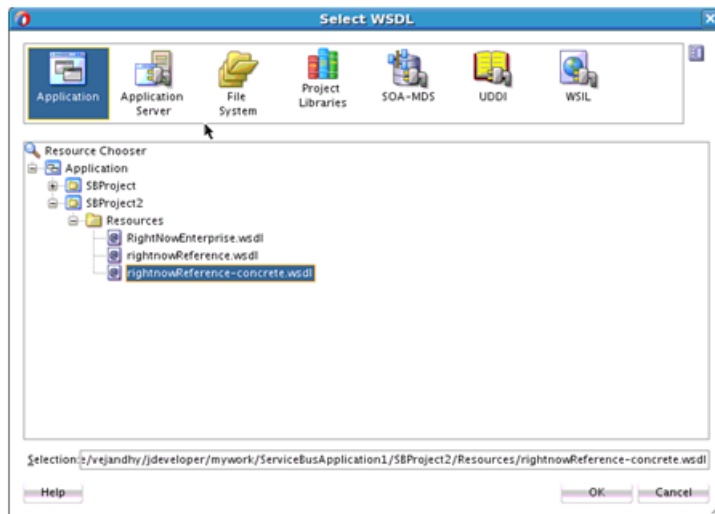 Select WSDL
Application
Application
Server
File
System
Project
Libraries
SOA-MDS
UDDI
WSIL
Resource Chooser
Application
SBProject
SBProject2
Resources
RightNowEnterprise.wsdl
rightnowReference.wsdl
rightnowReference-concrete.wsdl
Selection: e/vejandhy/jdeveloper/mywork/ServiceBusApplication1/SBProject2/Resources/rightnowReference-concrete.wsdl
Help
OK
Cancel